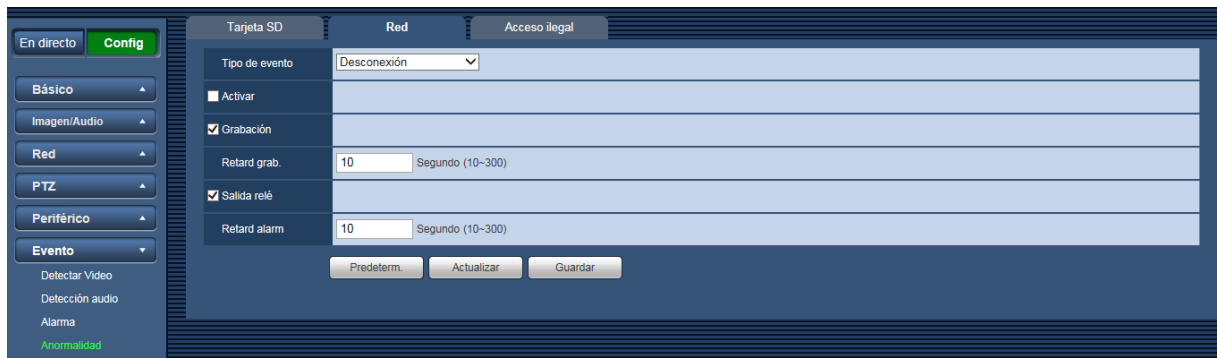 Tarjeta SD
Red
Acceso ilegal
En directo
Config
Tipo de evento
Desconexión
Básico
Activar
Imagen/Audio
Grabación
Red
Retard grab.
10
Segundo (10~300)
PTZ
Salida relé
Periférico
Retard alarm
10
Segundo (10~300)
Evento
Predeterm.
Actualizar
Guardar
Detectar Video
Detección audio
Alarma
Anormalidad